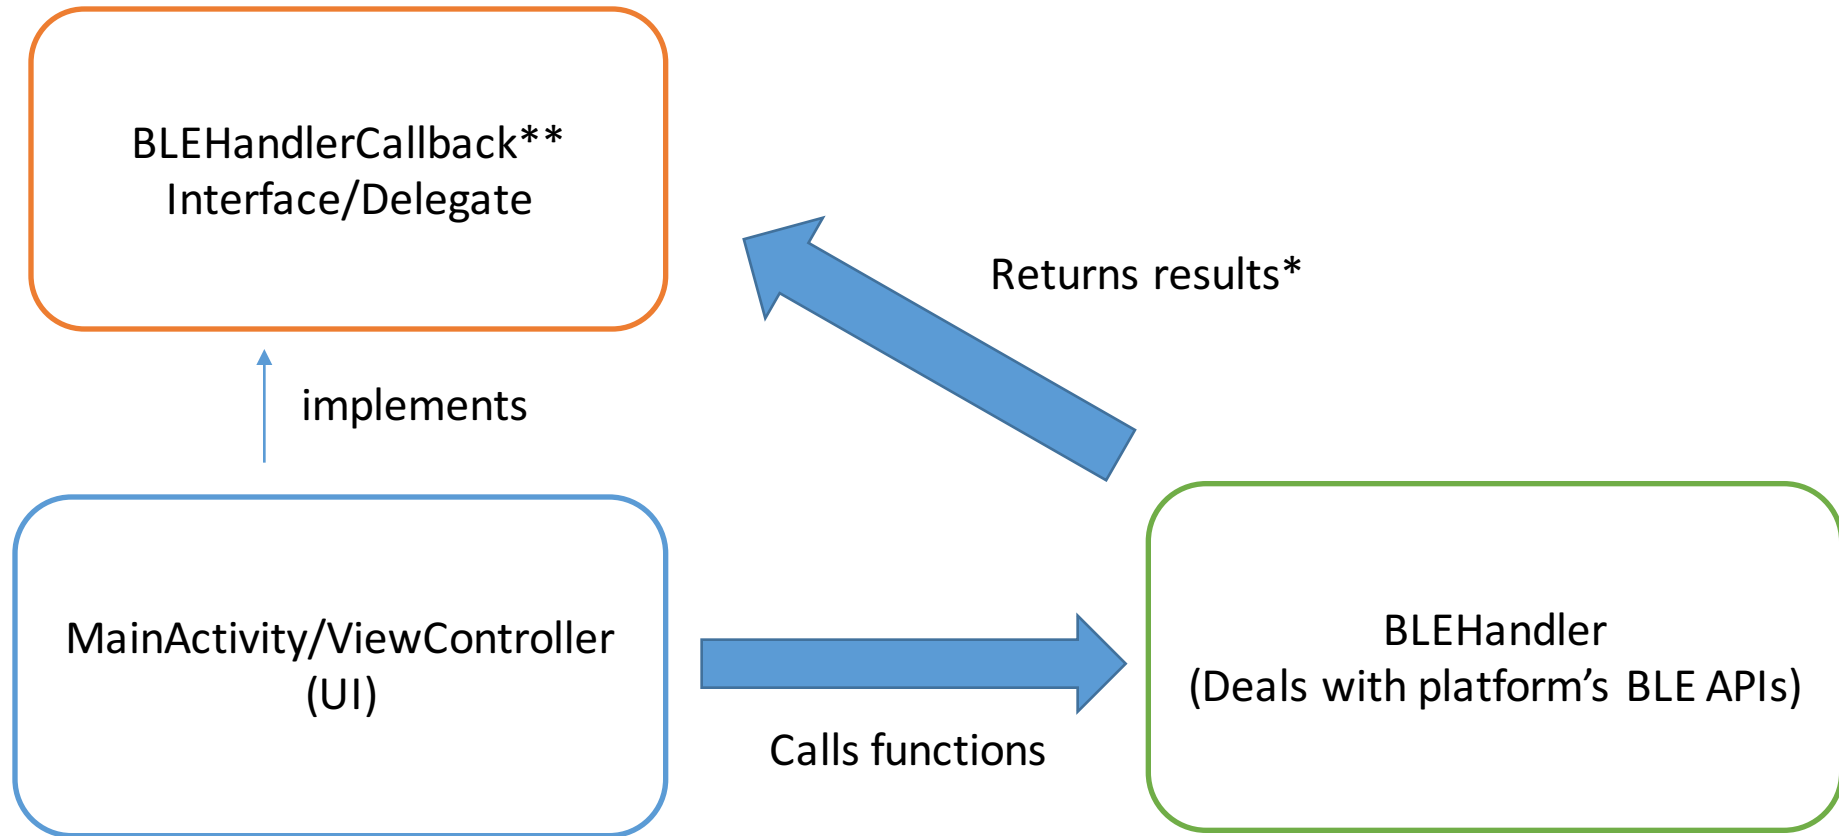 BLEHandlerCallback**
Interface/Delegate
Returns results*
implements
MainActivity/ViewController
(UI)
BLEHandler
(Deals with platform’s BLE APIs)
Calls functions